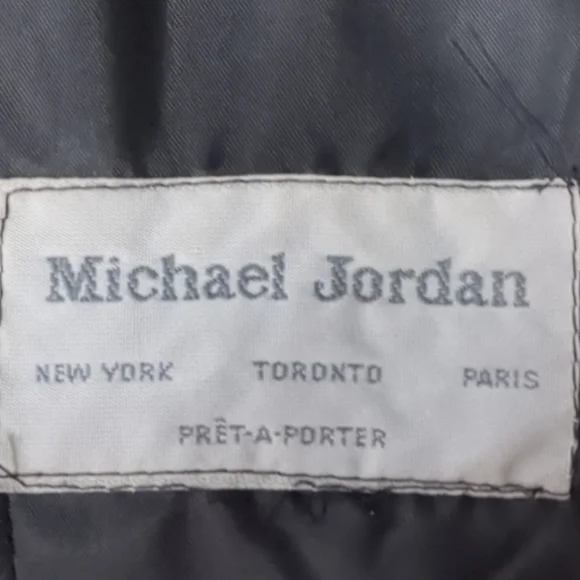 Michael Jordan
NEW YORK TORONTO PARIS
PRÊT-A-PORTER